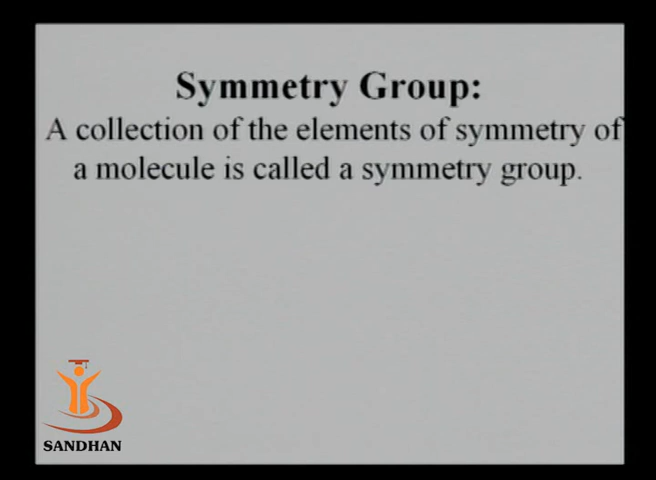 Symmetry Group:
A collection of the elements of symmetry of
a molecule is called a symmetry group.
SANDHAN